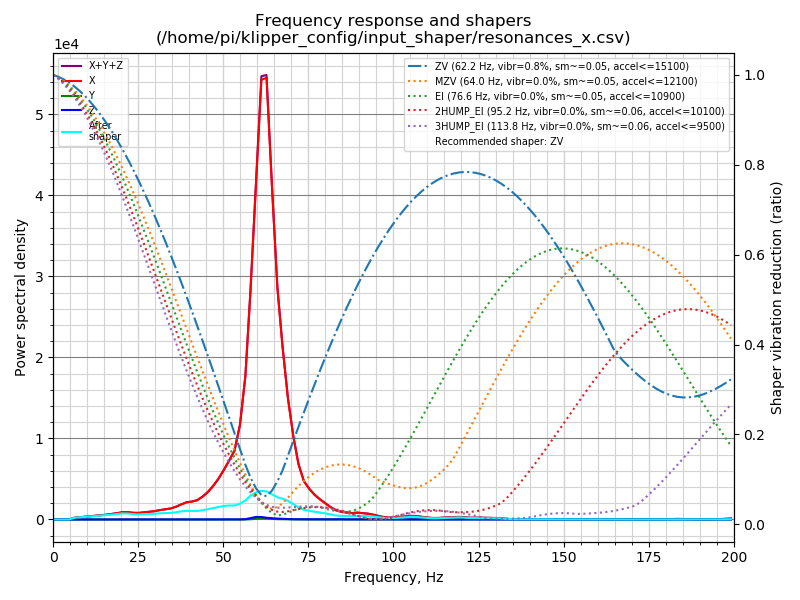 Frequency response and shapers
(/home/pi/klipper_config/input_shaper/resonances_x.csv)
1e4
X+Y+Z
X
Y
Z
After
shaper
ZV (62.2 Hz, vibr=0.8%, sm~=0.05, accel<=15100)
MZV (64.0 Hz, vibr=0.0%, sm~=0.05, accel<=12100)
EI (76.6 Hz, vibr=0.0%, sm~=0.05, accel<=10900)
2HUMP_EI (95.2 Hz, vibr=0.0%, sm~=0.06, accel<=10100)
3HUMP_EI (113.8 Hz, vibr=0.0%, sm~=0.06, accel<=9500)
Recommended shaper: ZV
Power spectral density
5
4
3
2
1
0
1.0
0.8
0.6
0.4
0.2
0.0
Shaper vibration reduction (ratio)
0 25 50 75 100 125 150 175 200
Frequency, Hz